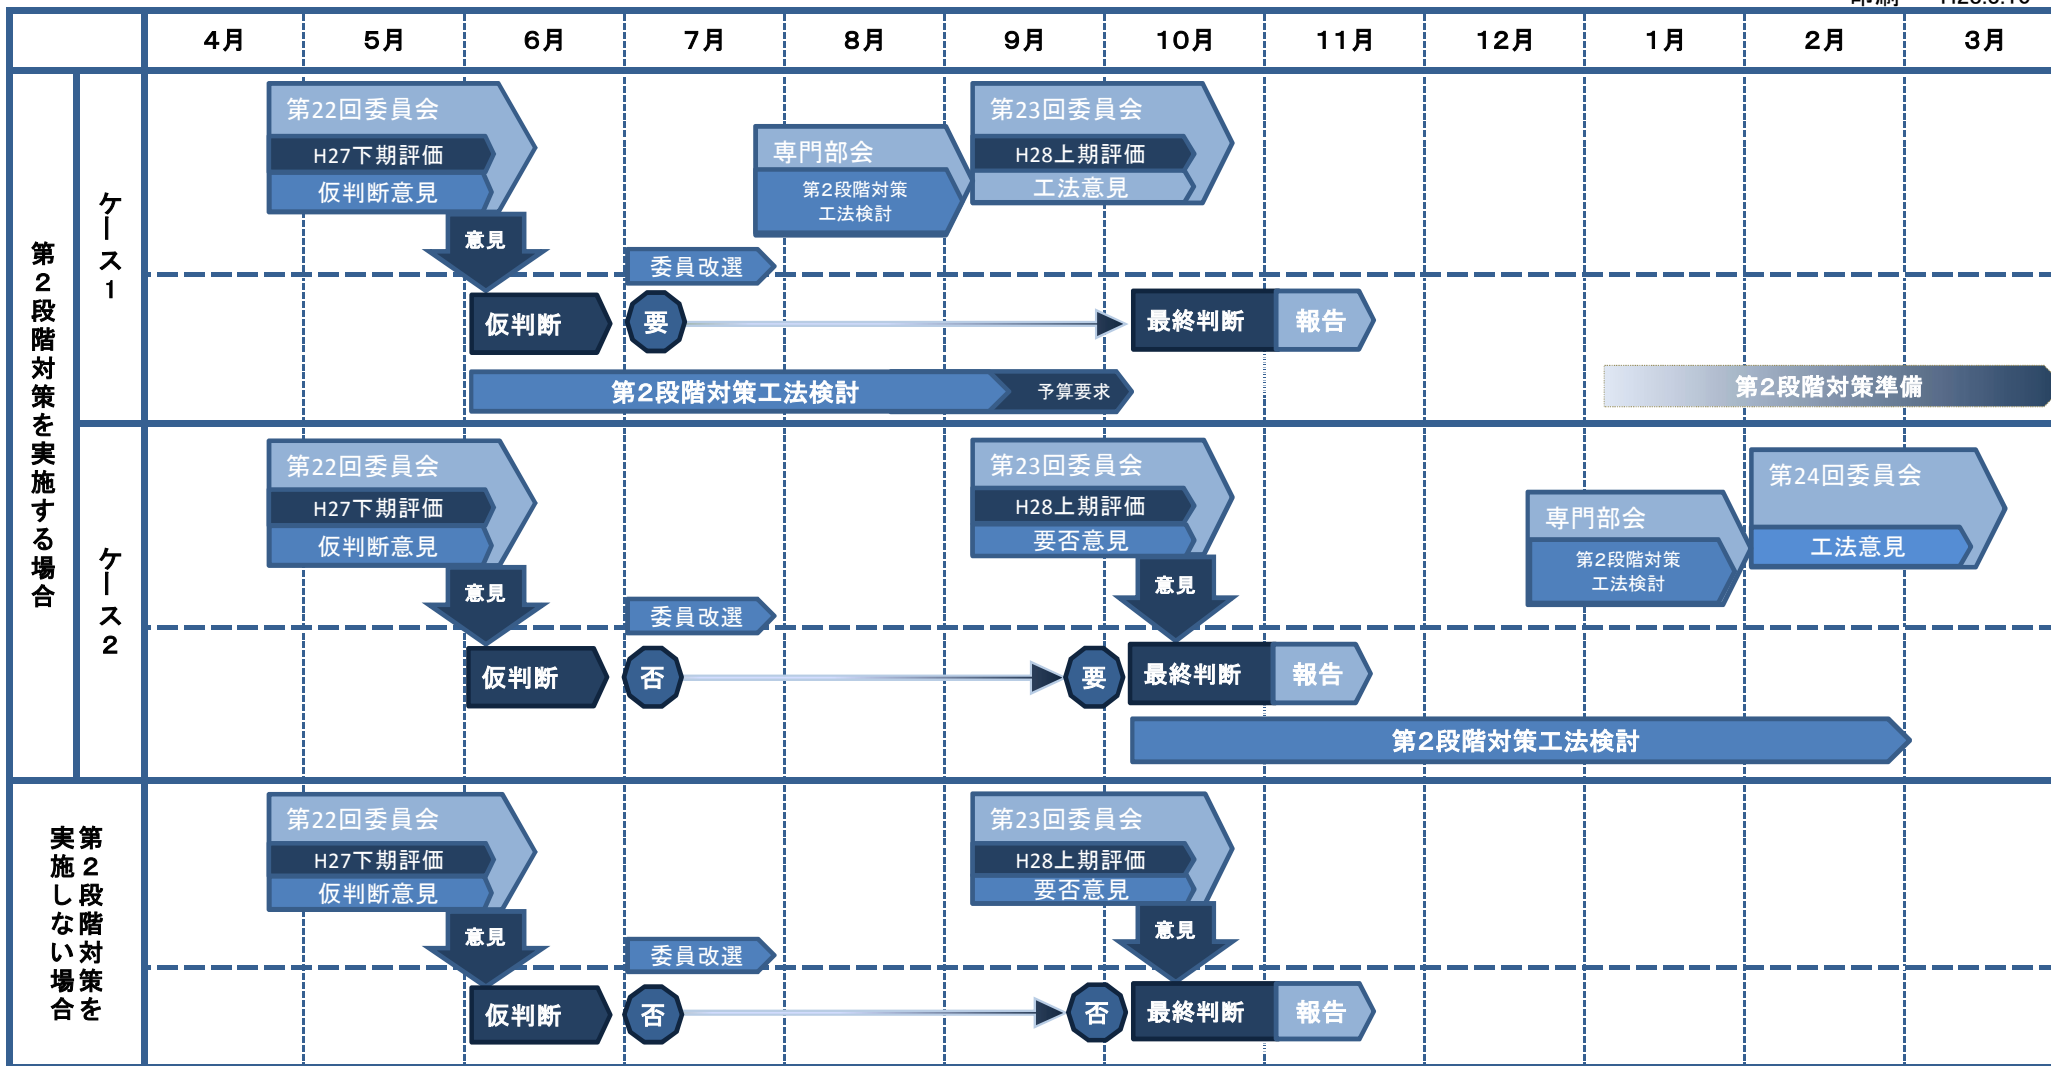 4月 5月 6月 7月 8月 9月 10月 11月 12月 1月 2月 3月
第2段階対策を実施する場合
ケース1
第22回委員会
H27下期評価
仮判断意見
意見
専門部会
第2段階対策
工法検討
第23回委員会
H28上期評価
工法意見
委員改選
仮判断
要
最終判断
報告
第2段階対策工法検討
予算要求
第2段階対策準備
ケース2
第22回委員会
H27下期評価
仮判断意見
意見
第23回委員会
H28上期評価
要否意見
意見
専門部会
第2段階対策
工法検討
第24回委員会
工法意見
委員改選
仮判断
否
要
最終判断
報告
第2段階対策工法検討
第2段階対策を
実施しない場合
第22回委員会
H27下期評価
仮判断意見
意見
第23回委員会
H28上期評価
要否意見
意見
委員改選
仮判断
否
否
最終判断
報告